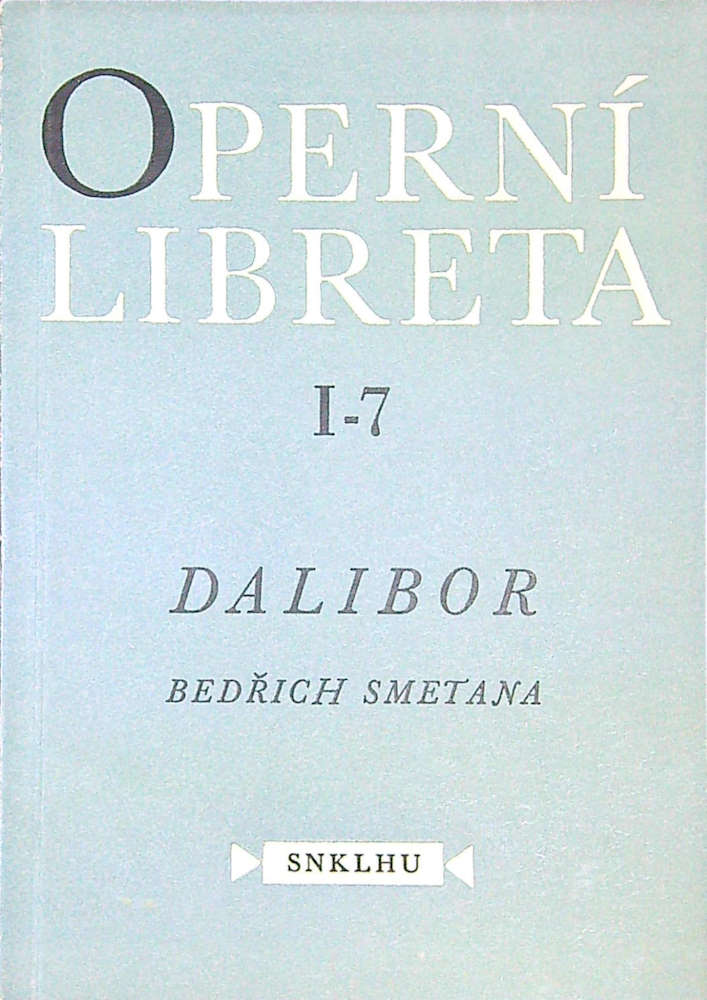 OPERNÍ
LIBRETA
I-7
DALIBOR
BEDŘICH SMETANA
SNKLHU